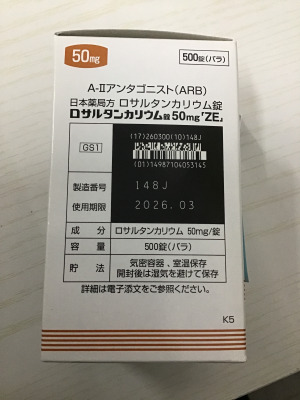 50mg
500錠(バラ)
A-Ⅱアンタゴニスト(ARB)
日本薬局方 ロサルタンカリウム錠
ロサルタンカリウム錠50mg「ZE」
(17)260300(10)148J
GS1
(01)14987104053145
製造番号 148J
使用期限 2026.03
成分 ロサルタンカリウム 50mg/錠
容量 500錠(バラ)
貯法 気密容器、室温保存
開封後は湿気を避けて保存
詳細は電子添文をご参照ください。
K5